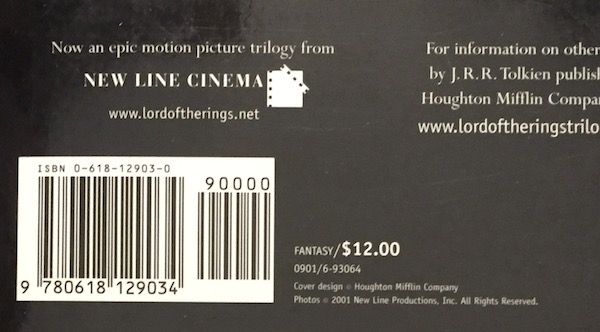 Now an epic motion picture trilogy from
NEW LINE CINEMA
www.lordoftherings.net
For information on other
by J. R. R. Tolkien publis
Houghton Mifflin Compa
www.lordoftheringstrilo
ISBN 0-618-12903-0
90000
9 780618 129034
FANTASY/$12.00
0901/6-93064
Cover design Houghton Mifflin Company
Photos 2001 New Line Productions, Inc. All Rights Reserved.